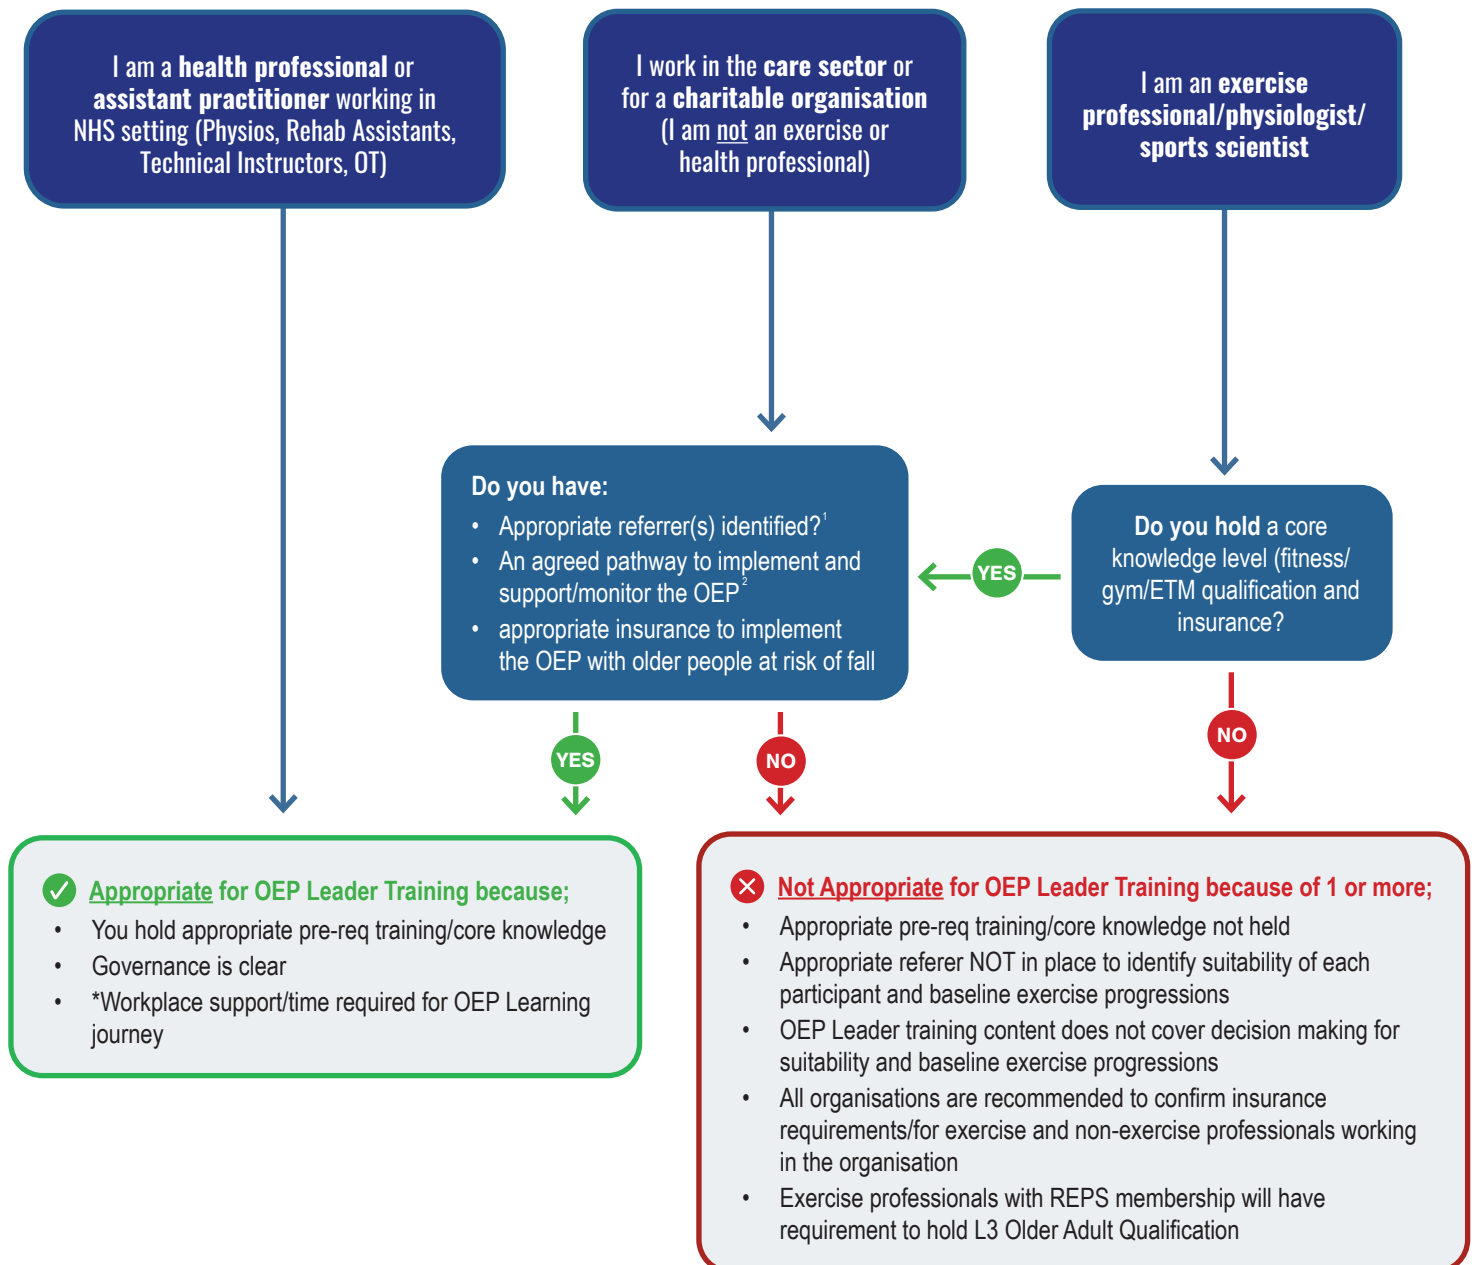 I am a health professional or
assistant practitioner working in
NHS setting (Physios, Rehab Assistants,
Technical Instructors, OT)
I work in the care sector or
for a charitable organisation
(I am not an exercise or
health professional)
I am an exercise
professional/physiologist/
sports scientist
Do you have:
• Appropriate referrer(s) identified?¹
• An agreed pathway to implement and
support/monitor the OEP²
• appropriate insurance to implement
the OEP with older people at risk of fall
YES
Do you hold a core
knowledge level (fitness/
gym/ETM qualification and
insurance?
YES
NO
NO
Appropriate for OEP Leader Training because;
• You hold appropriate pre-req training/core knowledge
• Governance is clear
• *Workplace support/time required for OEP Learning
journey
Not Appropriate for OEP Leader Training because of 1 or more;
• Appropriate pre-req training/core knowledge not held
• Appropriate referer NOT in place to identify suitability of each
participant and baseline exercise progressions
• OEP Leader training content does not cover decision making for
suitability and baseline exercise progressions
• All organisations are recommended to confirm insurance
requirements/for exercise and non-exercise professionals working
in the organisation
• Exercise professionals with REPS membership will have
requirement to hold L3 Older Adult Qualification